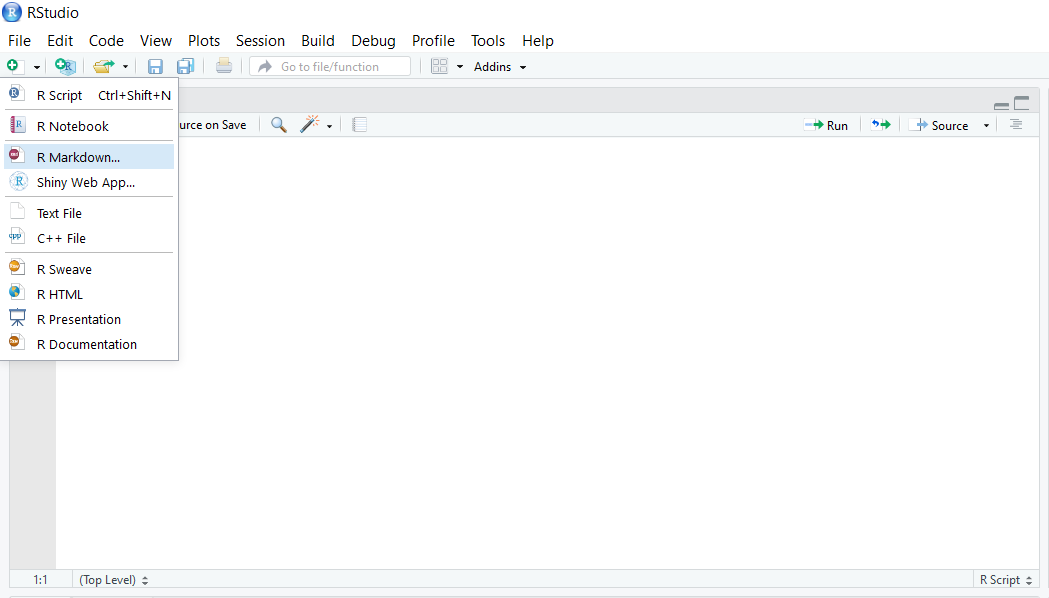 RStudio
File Edit Code View Plots Session Build Debug Profile Tools Help
Go to file/function Addins
R Script Ctrl+Shift+N
R Notebook
urce on Save Run Source
R Markdown...
Shiny Web App...
Text File
C++ File
R Sweave
R HTML
R Presentation
R Documentation
1:1 (Top Level) R Script